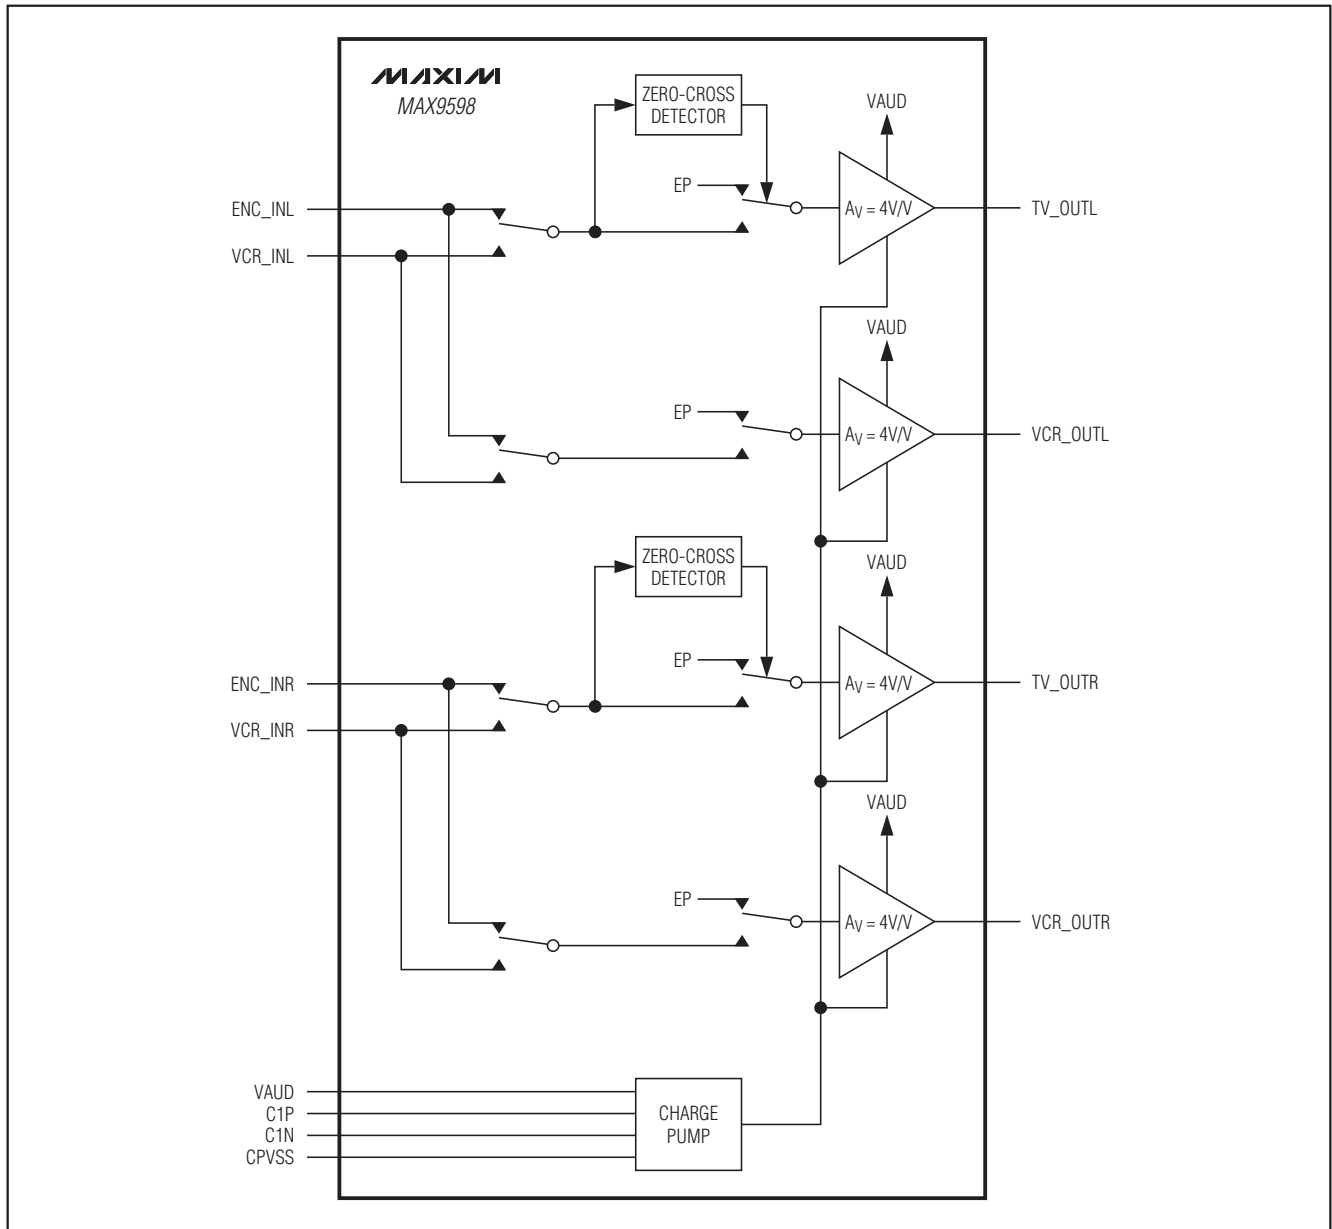 MAXIM
MAX9598
ZERO-CROSS
DETECTOR
VAUD
EP
ENC_INL
AV = 4V/V
TV_OUTL
VCR_INL
VAUD
EP
AV = 4V/V
VCR_OUTL
ZERO-CROSS
DETECTOR
VAUD
EP
ENC_INR
AV = 4V/V
TV_OUTR
VCR_INR
VAUD
EP
AV = 4V/V
VCR_OUTR
VAUD
C1P
C1N
CPVSS
CHARGE
PUMP